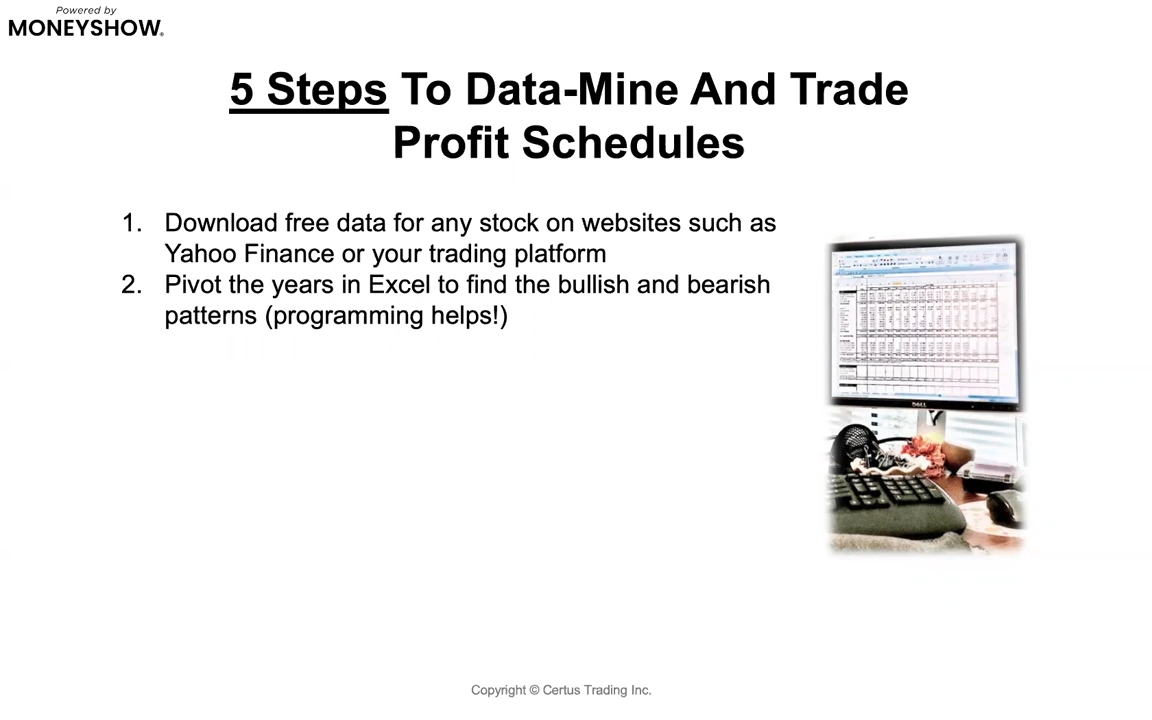 Powered by
MONEYSHOW.
5 Steps To Data-Mine And Trade
Profit Schedules
1. Download free data for any stock on websites such as
Yahoo Finance or your trading platform
2. Pivot the years in Excel to find the bullish and bearish
patterns (programming helps!)
DELL
Copyright © Certus Trading Inc.